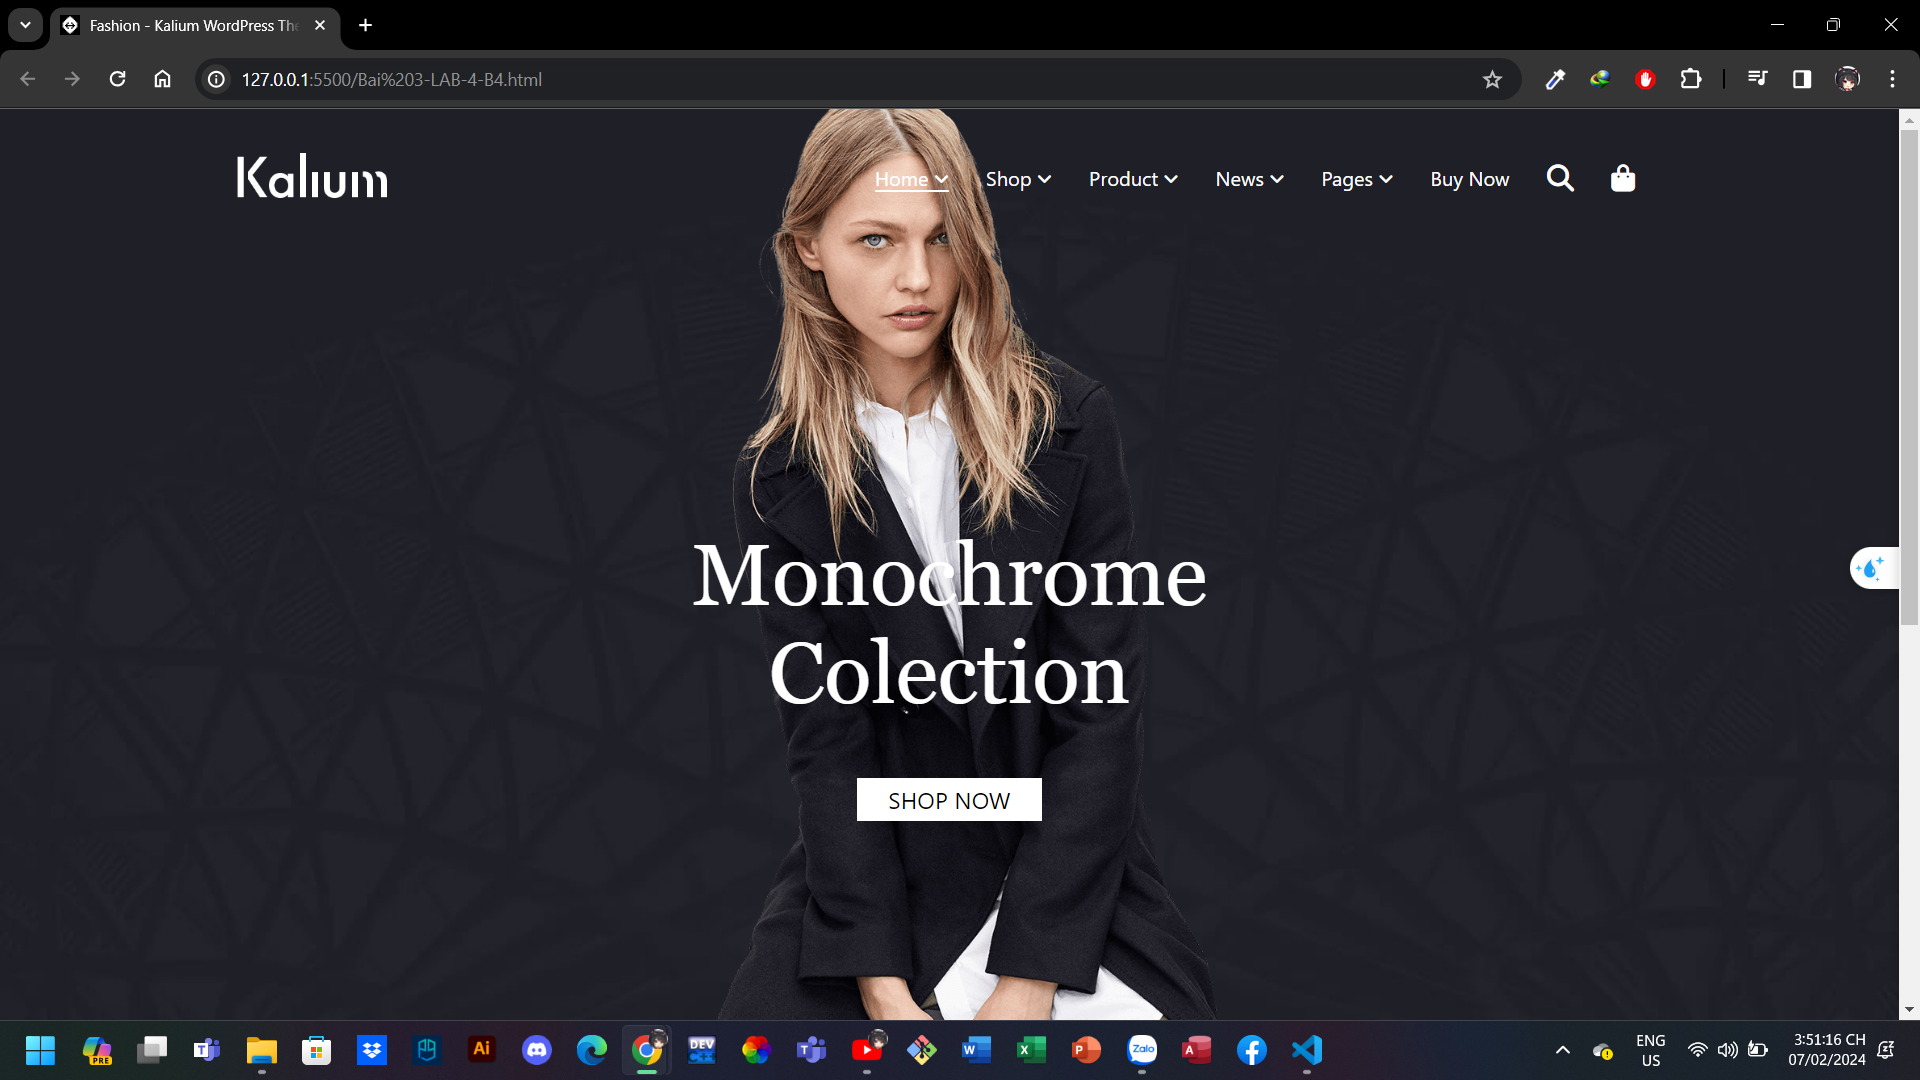 Fashion - Kalium WordPress The
127.0.0.1:5500/Bai%203-LAB-4-B4.html
Kalium
Home Shop Product News Pages Buy Now
Monochrome
Colection
SHOP NOW
PRE
Ai
DEV
C++
Zalo
ENG
US
3:51:16 CH
07/02/2024